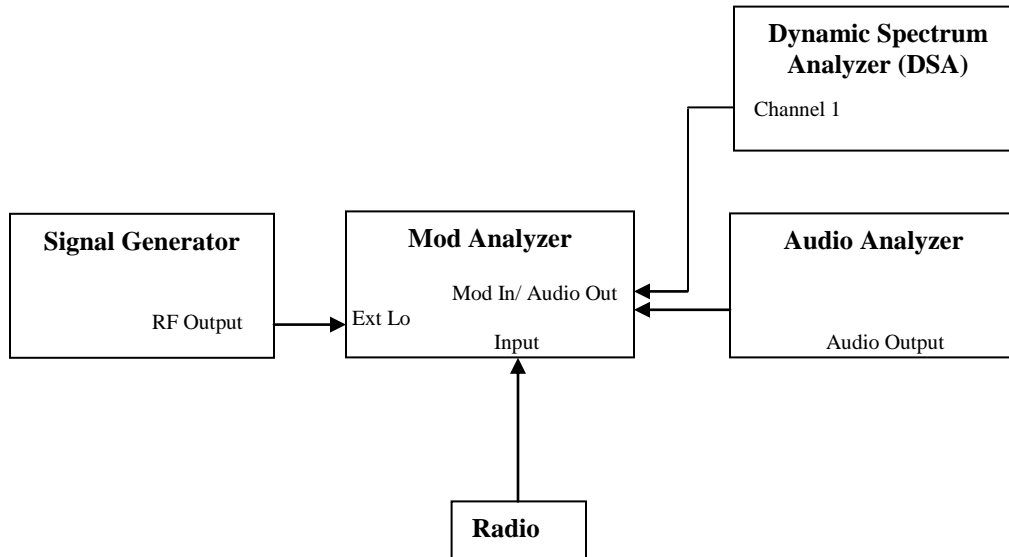 Dynamic Spectrum
Analyzer (DSA)
Channel 1
Signal Generator
RF Output
Mod Analyzer
Mod In/ Audio Out
Ext Lo
Input
Audio Analyzer
Audio Output
Radio